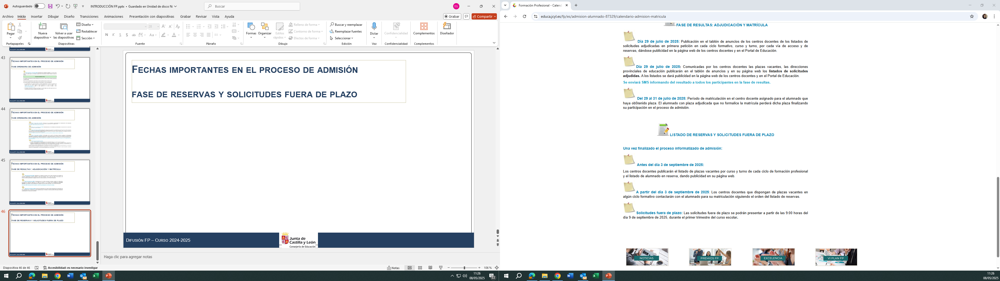 Autoguardado
INTRODUCCIÓN FP.pptx • Guardado en Unidad de disco N:
Buscar
EG
Archivo Inicio Insertar Dibujar Diseño Transiciones Animaciones Presentación con diapositivas Grabar Revisar Vista Ayuda
Grabar
Compartir
Pegar
Nueva diapositiva
Volver a usar las diapositivas
Diseño
Restablecer
Sección
28
N K S S ab AV Aa A
Formas
Organizar
Estilos rápidos
Relleno de forma
Contorno de forma
Efectos de forma
Buscar y reemplazar
Reemplazar fuentes
Seleccionar
Dictar
Confidencialidad
Complementos
Diseñador
Portapapeles Diapositivas Fuente Párrafo Dibujo Edición Voz Confidencialidad Complementos
43
FECHAS IMPORTANTES EN EL PROCESO DE ADMISIÓN
FASE ORDINARIA DE ADMISIÓN
44
FECHAS IMPORTANTES EN EL PROCESO DE ADMISIÓN
FASE ORDINARIA DE ADMISIÓN
45
FECHAS IMPORTANTES EN EL PROCESO DE ADMISIÓN
FASE DE RESULTAS : ADJUDICACIÓN Y MATRÍCULA
46
FECHAS IMPORTANTES EN EL PROCESO DE ADMISIÓN
FASE DE RESERVAS Y SOLICITUDES FUERA DE PLAZO
FECHAS IMPORTANTES EN EL PROCESO DE ADMISIÓN
FASE DE RESERVAS Y SOLICITUDES FUERA DE PLAZO
DIFUSIÓN FP – CURSO 2024-2025
Junta de
Castilla y León
Consejería de Educación
Haga clic para agregar notas
Diapositiva 46 de 46
Accesibilidad: es necesario investigar
Notas
106 %
11:26
08/05/2025
22
Formación Profesional - Calend
educa.jcyl.es/fp/es/admision-alumnado-87329/calendario-admision-matricula
FASE DE RESULTAS: ADJUDICACIÓN Y MATRÍCULA
Día 29 de julio de 2025: Publicación en el tablón de anuncios de los centros docentes de los listados de
solicitudes adjudicadas en primera petición en cada ciclo formativo, curso y turno, por cada vía de acceso y de
reservas, dándose publicidad en la página web de los centros docentes y en el Portal de Educación.
Día 29 de julio de 2025: Comunicadas por los centros docentes las plazas vacantes, las direcciones
provinciales de educación publicarán en el tablón de anuncios y en su página web los listados de solicitudes
adjudidas. A los listados se dará publicidad en la página web de los centros docentes y en el Portal de Educación.
Se enviará SMS informando del resultado a todos los participantes en la fase de resultas.
Del 29 al 31 de julio de 2025: Período de matriculación en el centro docente asignado para el alumnado que
haya ob5tenido plaza. El alumnado con plaza adjudicada que no formalice la matrícula perderá dicha plaza finalizando
su participación en el proceso de admisión.
LISTADO DE RESERVAS Y SOLICITUDES FUERA DE PLAZO
Una vez finalizado el proceso informatizado de admisión:
Antes del día 3 de septiembre de 2025:
Los centros docentes publicarán el listado de plazas vacantes por curso y turno de cada ciclo de formación profesional
y el listado de alumnado en reserva, dando publicidad en su página web.
A partir del día 3 de septiembre de 2025: Los centros docentes que dispongan de plazas vacantes en
algún ciclo formativo contactarán con el alumnado para su matriculación siguiendo el orden del listado de reservas.
Solicitudes fuera de plazo: Las solicitudes fuera de plazo se podrán presentar a partir de las 9:00 horas del
día 9 de septiembre de 2025, durante el primer trimestre del curso escolar.
NOTICIAS
PREMIOS FP
EXCELENCIA
VI PLAN FP
11:26
08/05/2025